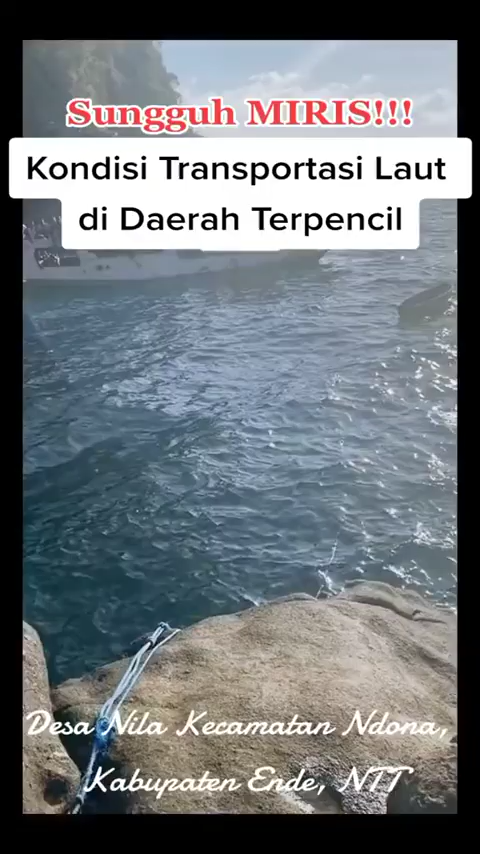 Sungguh MIRIS!!!
Kondisi Transportasi Laut
di Daerah Terpencil
Desa Nila Kecamatan Ndona,
Kabupaten Ende, NTT